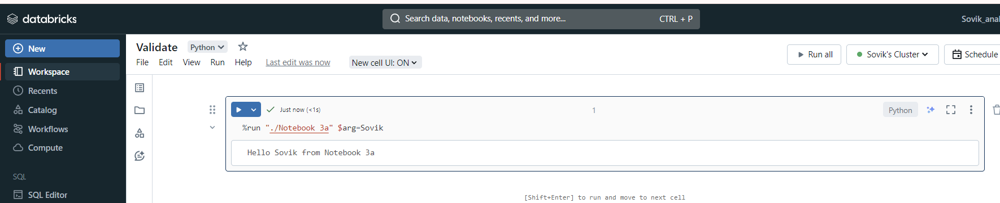 databricks
Search data, notebooks, recents, and more... CTRL + P
Sovik_anal
New
Workspace
Recents
Catalog
Workflows
Compute
SQL
SQL Editor
Validate Python
File Edit View Run Help Last edit was now New cell UI: ON
Run all Sovik's Cluster Schedule
Just now (<1s) 1 Python
%run "./Notebook 3a" $arg=Sovik
Hello Sovik from Notebook 3a
[Shift+Enter] to run and move to next cell